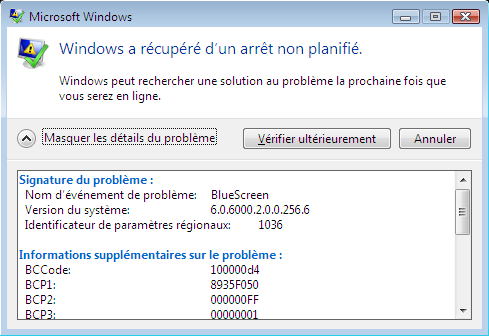 Microsoft Windows
Windows a récupéré d'un arrêt non planifié.
Windows peut rechercher une solution au problème la prochaine fois que
vous serez en ligne.
Masquer les détails du problème
Vérifier ultérieurement
Annuler
Signature du problème :
Nom d'événement de problème: BlueScreen
Version du système: 6.0.6000.2.0.0.256.6
Identificateur de paramètres régionaux: 1036
Informations supplémentaires sur le problème :
BCCode: 100000d4
BCP1: 8935F050
BCP2: 000000FF
BCP3: 00000001